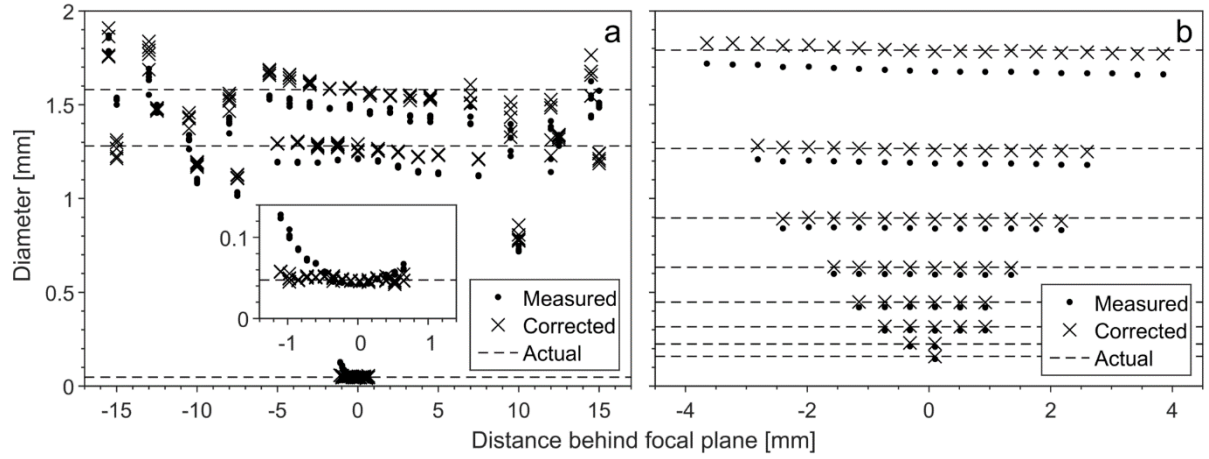 2
1.5
1
0.5
0
Diameter [mm]
a
0.1
0
-1
0
1
Measured
Corrected
Actual
-15
-10
-5
0
5
10
15
b
Measured
Corrected
Actual
-4
-2
0
2
4
Distance behind focal plane [mm]